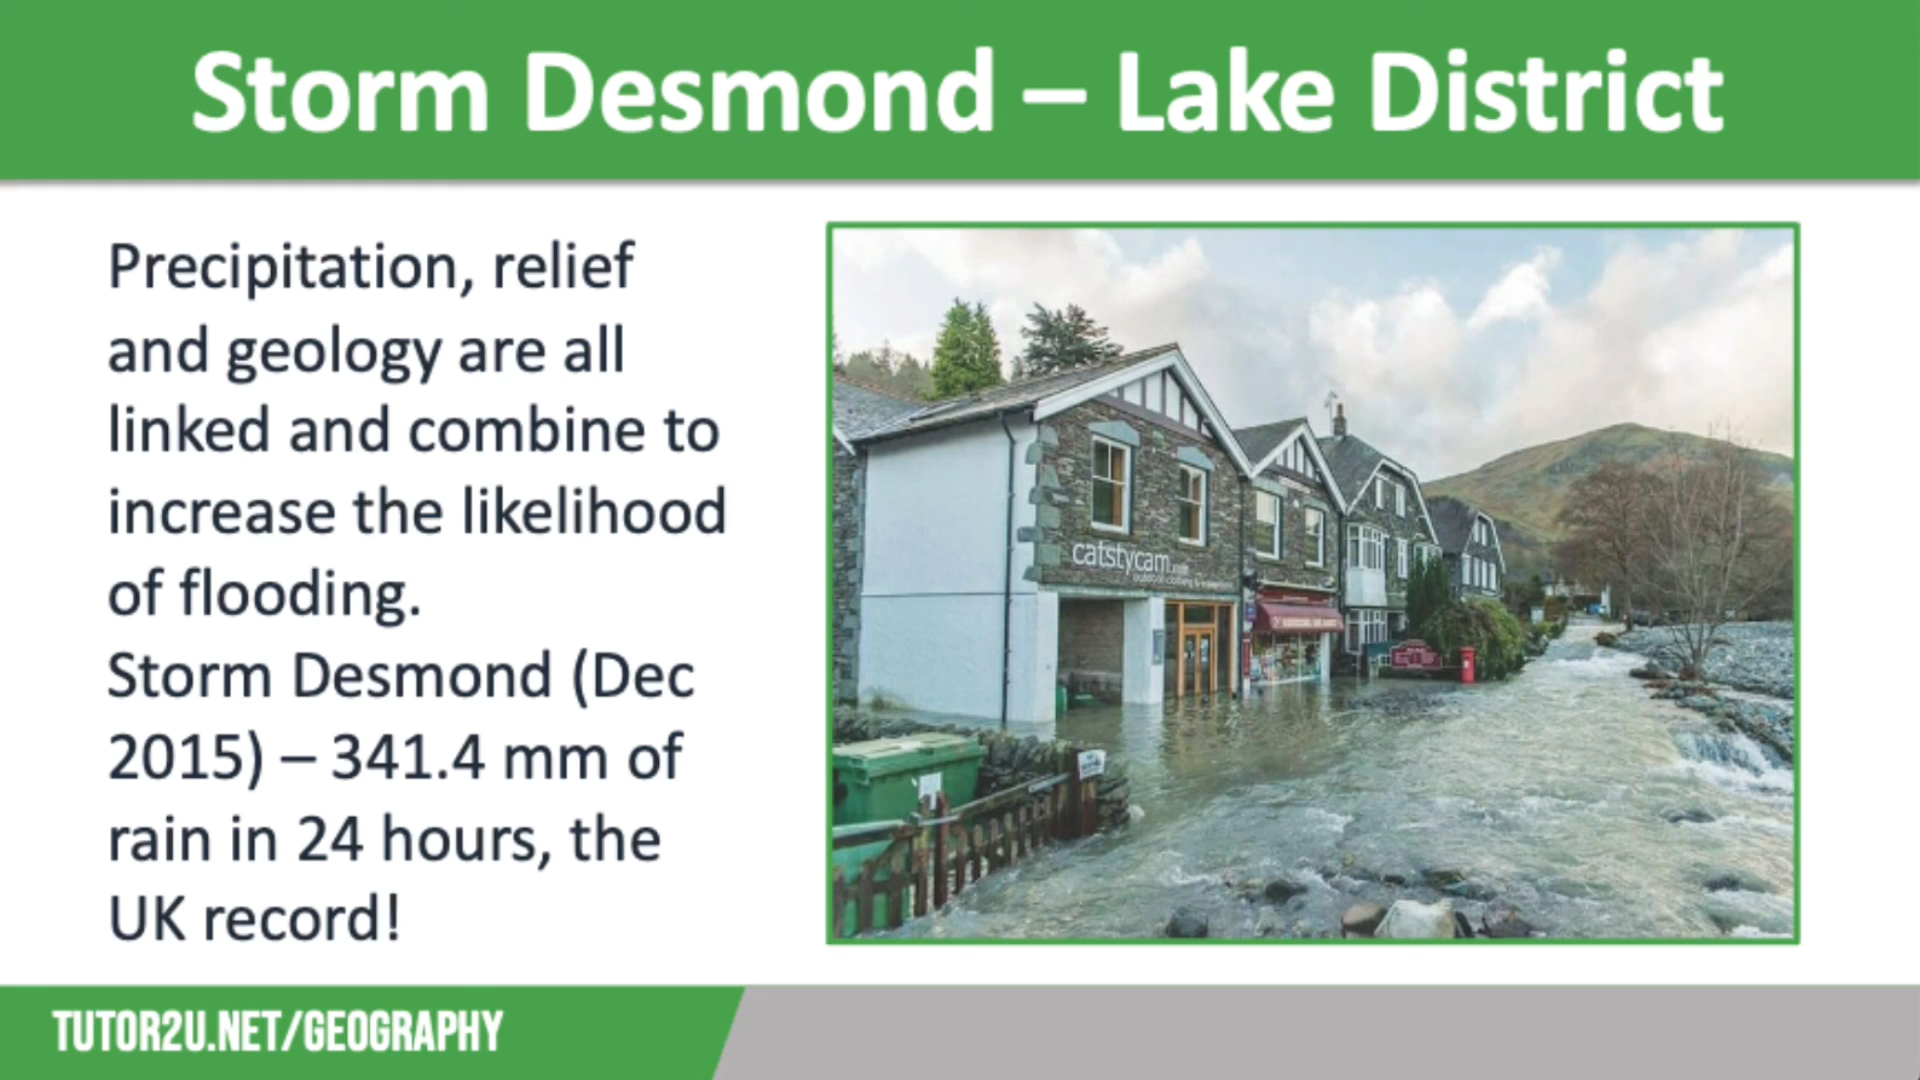 Storm Desmond – Lake District
Precipitation, relief
and geology are all
linked and combine to
increase the likelihood
of flooding.
Storm Desmond (Dec
2015) – 341.4 mm of
rain in 24 hours, the
UK record!
catstycam
TUTOR2U.NET/GEOGRAPHY